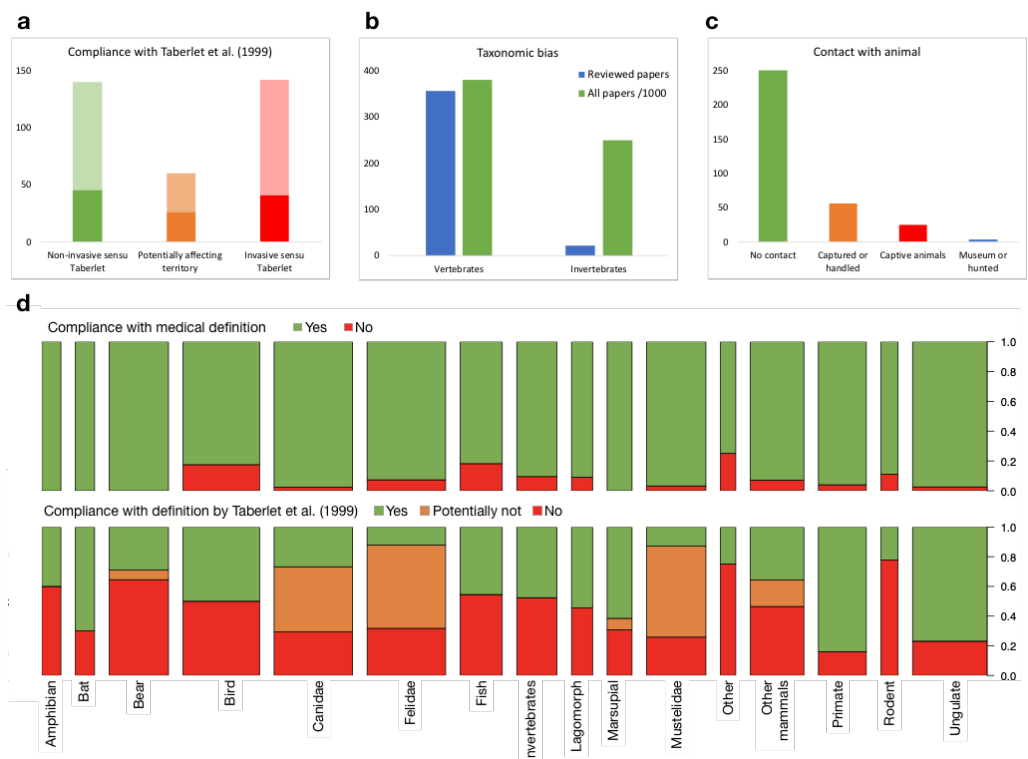 a
Compliance with Taberlet et al. (1999)
150
100
50
0
Non-invasive sensu
Taberlet
Potentially affecting
territory
Invasive sensu
Taberlet
b
Taxonomic bias
Reviewed papers
All papers /1000
400
300
200
100
0
Vertebrates
Invertebrates
c
Contact with animal
250
200
150
100
50
0
No contact
Captured or
handled
Captive animals
Museum or
hunted
d
Compliance with medical definition
Yes
No
1.0
0.8
0.6
0.4
0.2
0.0
Compliance with definition by Taberlet et al. (1999)
Yes
Potentially not
No
1.0
0.8
0.6
0.4
0.2
0.0
Amphibian
Bat
Bear
Bird
Canidae
Felidae
Fish
nvertebrates
Lagomorph
Marsupial
Mustelidae
Other
Other
mammals
Primate
Rodent
Ungulate